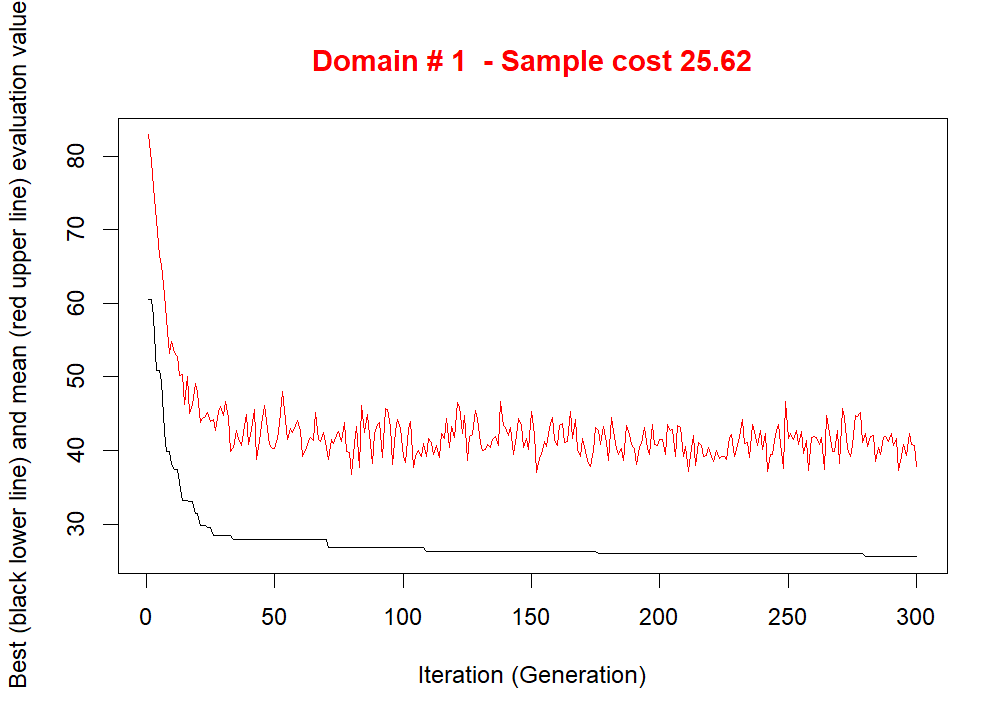 Domain # 1 - Sample cost 25.62
Best (black lower line) and mean (red upper line) evaluation value
80
70
60
50
40
30
0 50 100 150 200 250 300
Iteration (Generation)